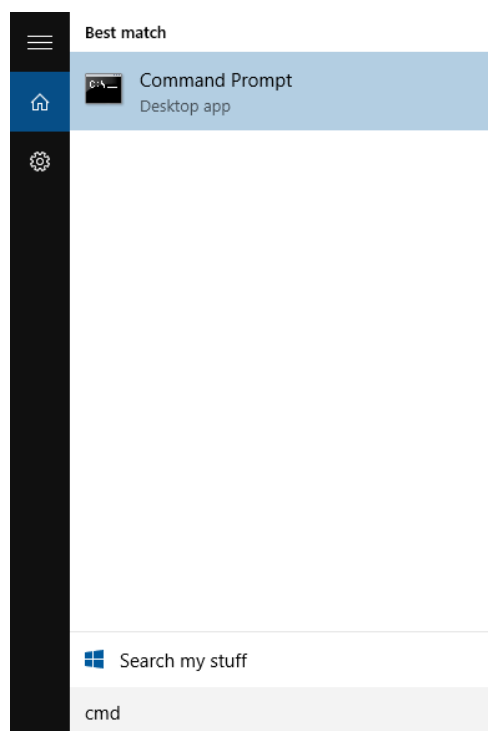 Best match
C:\_
Command Prompt
Desktop app
Search my stuff
cmd